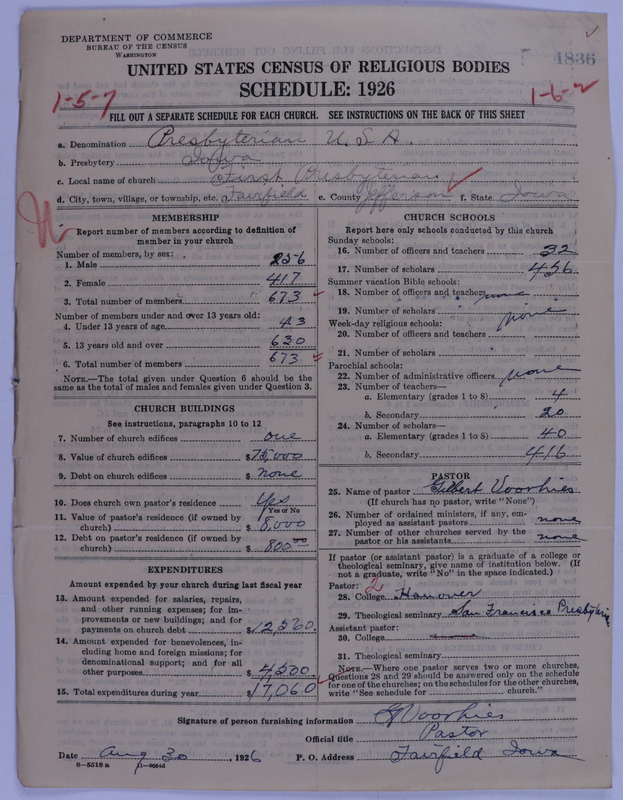 DEPARTMENT OF COMMERCE
BUREAU OF THE CENSUS
WASHINGTON
1836
UNITED STATES CENSUS OF RELIGIOUS BODIES
SCHEDULE: 1926
1-5-7
1-6-2
FILL OUT A SEPARATE SCHEDULE FOR EACH CHURCH. SEE INSTRUCTIONS ON THE BACK OF THIS SHEET
a. Denomination Presbyterian U. S. A.
b. Presbytery Iowa
c. Local name of church First Presbyterian
d. City, town, village, or township, etc. Fairfield e. County Jefferson f. State Iowa
MEMBERSHIP
Report number of members according to definition of
member in your church
Number of members, by sex:
1. Male 256
2. Female 417
3. Total number of members 673
Number of members under and over 13 years old:
4. Under 13 years of age 43
5. 13 years old and over 630
6. Total number of members 673
NOTE.—The total given under Question 6 should be the
same as the total of males and females given under Question 3.
CHURCH BUILDINGS
See instructions, paragraphs 10 to 12
7. Number of church edifices one
8. Value of church edifices $75,000
9. Debt on church edifices $ none
10. Does church own pastor's residence Yes
Yes or No
11. Value of pastor's residence (if owned by
church) $ 8,000
12. Debt on pastor's residence (if owned by
church) $ 800 00
EXPENDITURES
Amount expended by your church during last fiscal year
13. Amount expended for salaries, repairs,
and other running expenses; for im-
provements or new buildings; and for
payments on church debt $12,560.
14. Amount expended for benevolences, in-
cluding home and foreign missions; for
denominational support; and for all
other purposes $ 4,500
15. Total expenditures during year $17,060
CHURCH SCHOOLS
Report here only schools conducted by this church
Sunday schools:
16. Number of officers and teachers 32
17. Number of scholars 456
Summer vacation Bible schools:
18. Number of officers and teachers none
19. Number of scholars none
Week-day religious schools:
20. Number of officers and teachers
21. Number of scholars
Parochial schools:
22. Number of administrative officers none
23. Number of teachers—
a. Elementary (grades 1 to 8) 4
b. Secondary 20
24. Number of scholars—
a. Elementary (grades 1 to 8) 40
b. Secondary 416
PASTOR
25. Name of pastor Gilbert Voorhies
(If church has no pastor, write "None")
26. Number of ordained ministers, if any, em-
ployed as assistant pastors none
27. Number of other churches served by the
pastor or his assistants none
If pastor (or assistant pastor) is a graduate of a college or
theological seminary, give name of institution below. (If
not a graduate, write "No" in the space indicated.)
Pastor: 2
28. College Hanover
29. Theological seminary San Francisco Presbyterian
Assistant pastor:
30. College
31. Theological seminary
NOTE.—Where one pastor serves two or more churches,
Questions 28 and 29 should be answered only on the schedule
for one of the churches; on the schedules for the other churches,
write "See schedule for church."
Signature of person furnishing information G Voorhies
Official title Pastor
Date Aug 30, 1926 P. O. Address Fairfield Iowa
8—5518 a